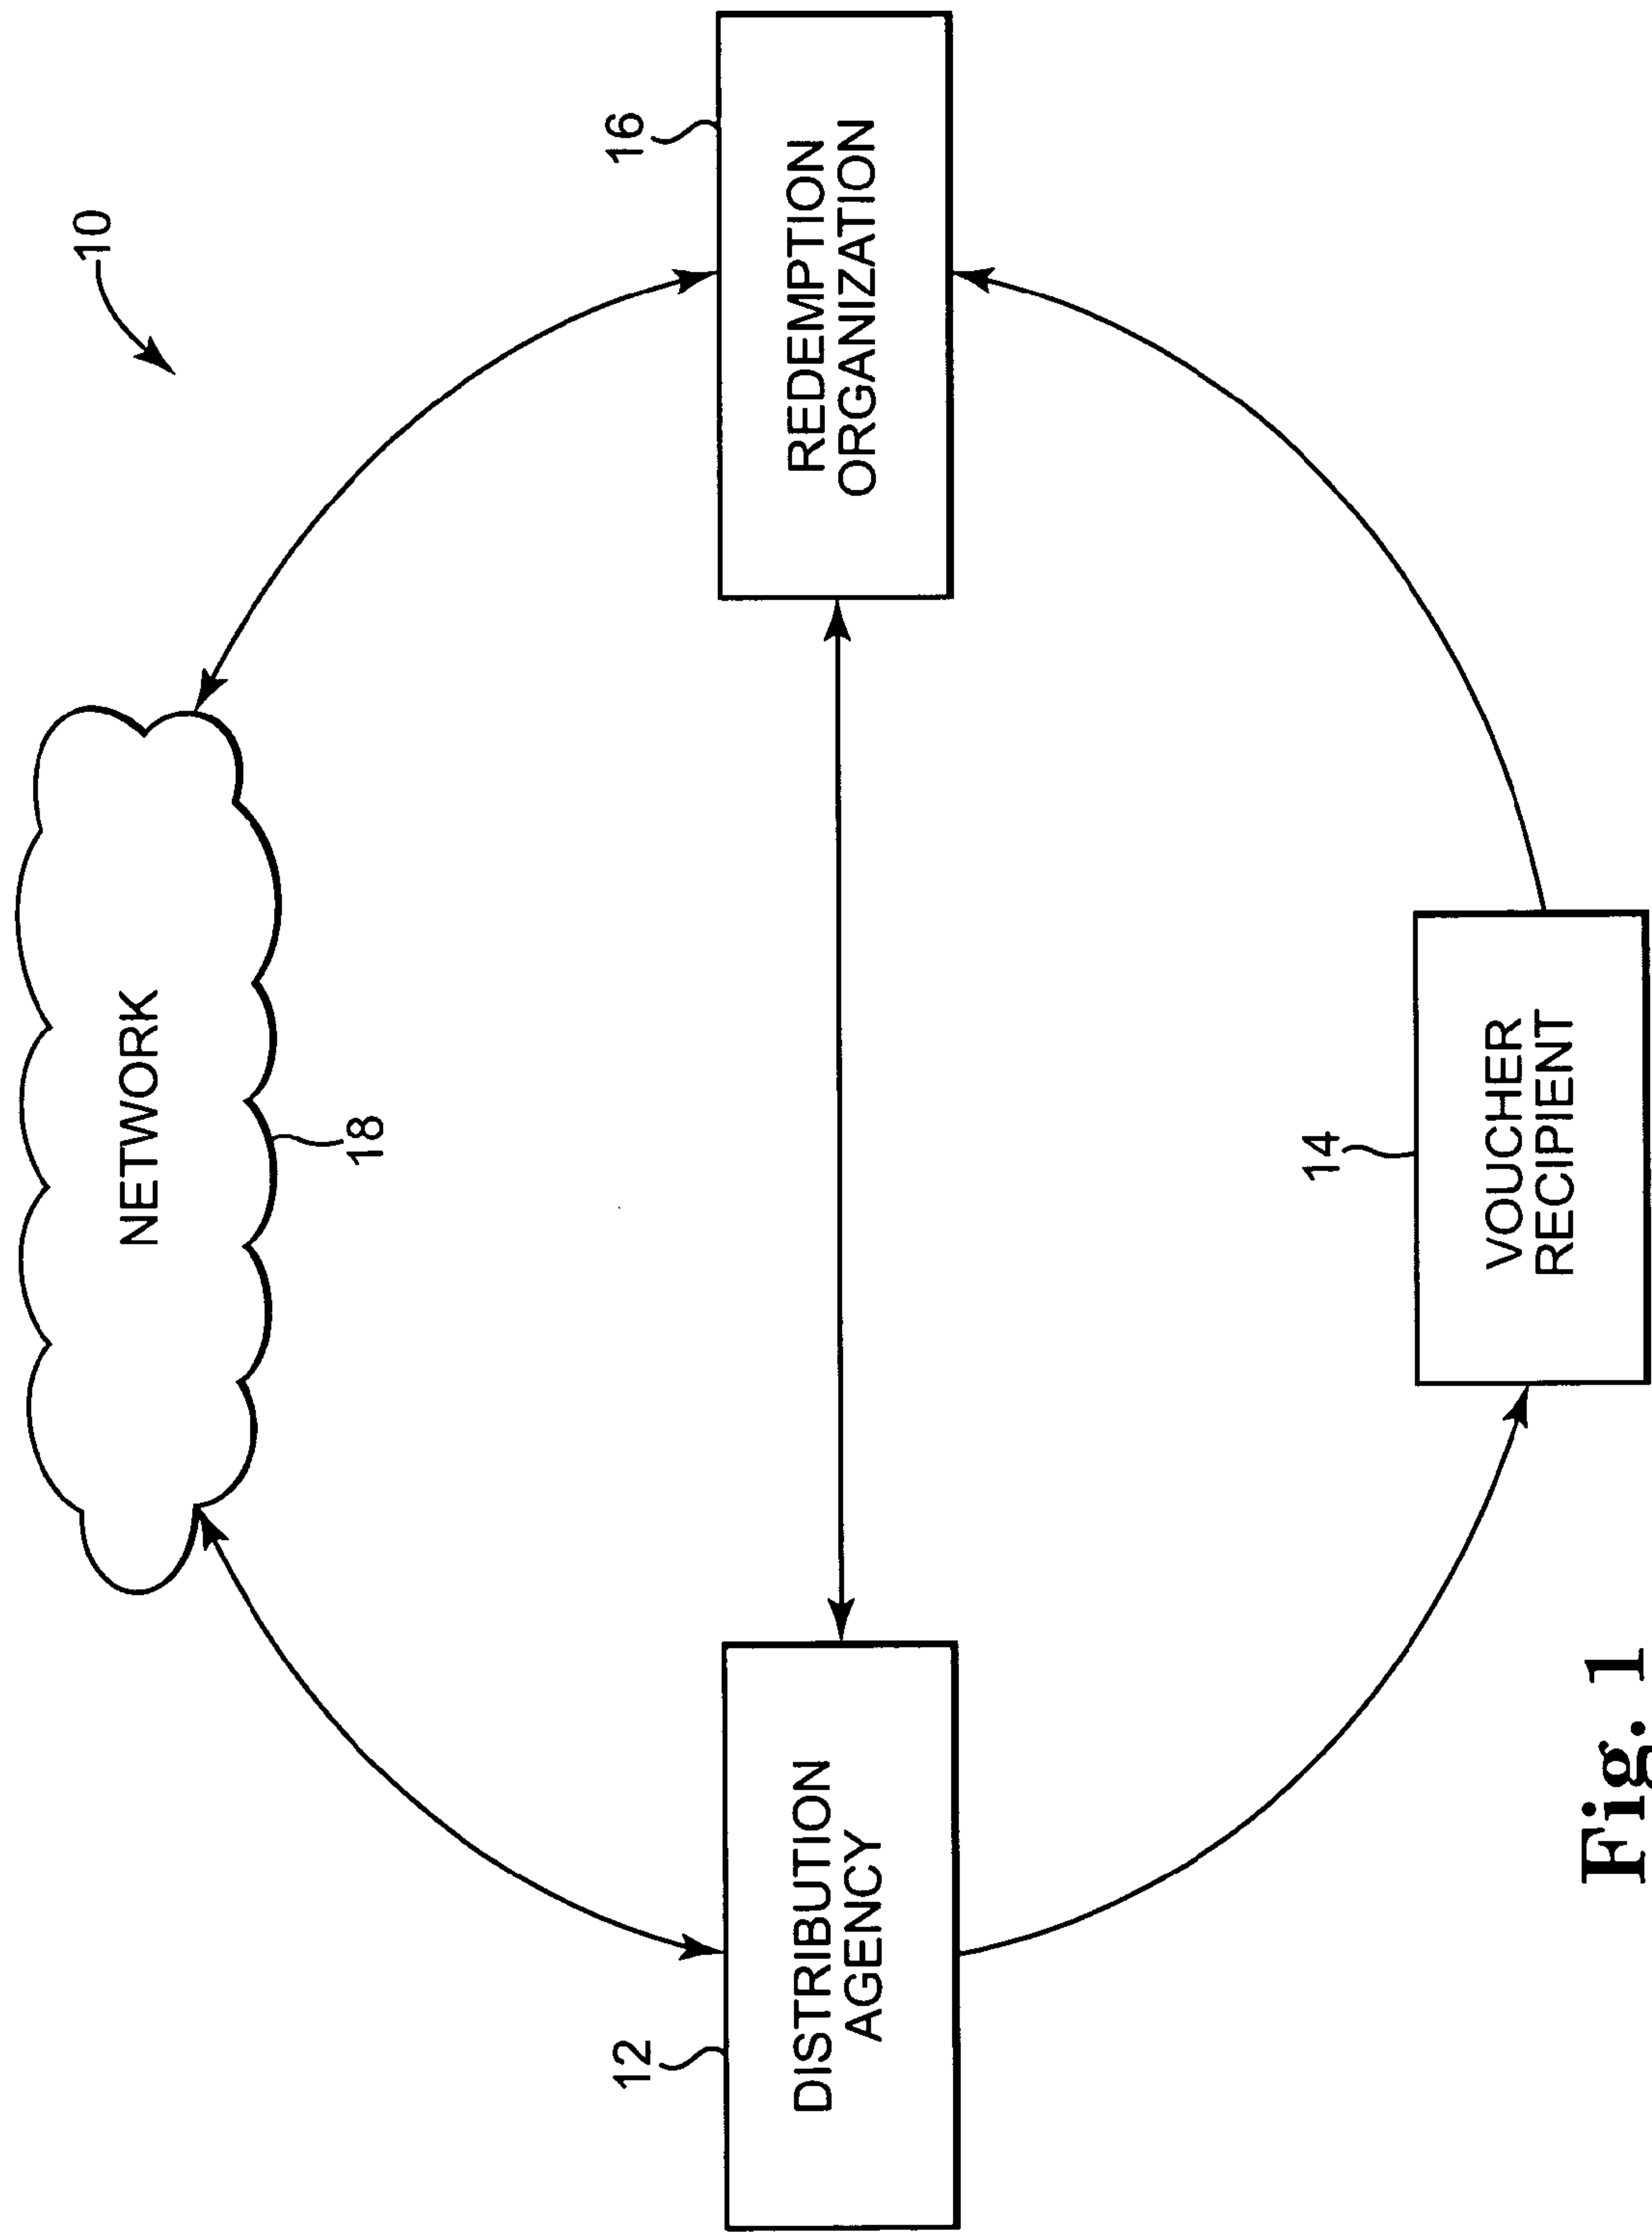 10
NETWORK
18
12
DISTRIBUTION
AGENCY
16
REDEMPTION
ORGANIZATION
14
VOUCHER
RECIPIENT
Fig. 1